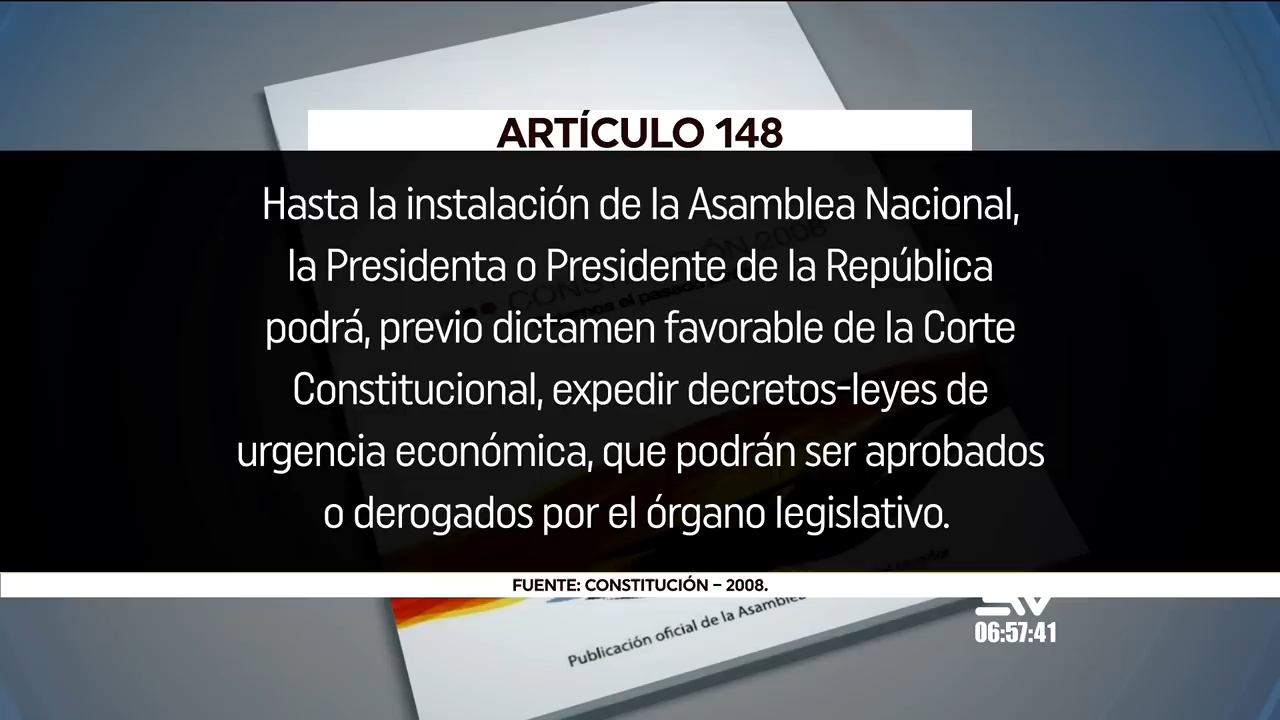 ARTÍCULO 148
Hasta la instalación de la Asamblea Nacional,
la Presidenta o Presidente de la República
podrá, previo dictamen favorable de la Corte
Constitucional, expedir decretos-leyes de
urgencia económica, que podrán ser aprobados
o derogados por el órgano legislativo.
FUENTE: CONSTITUCIÓN – 2008.
Publicación oficial de la Asamblea
06:57:41